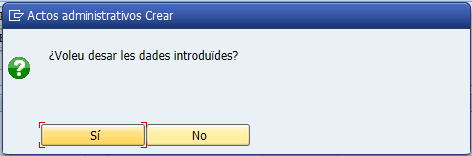 Actos administrativos Crear
¿Voleu desar les dades introduïdes?
Sí
No